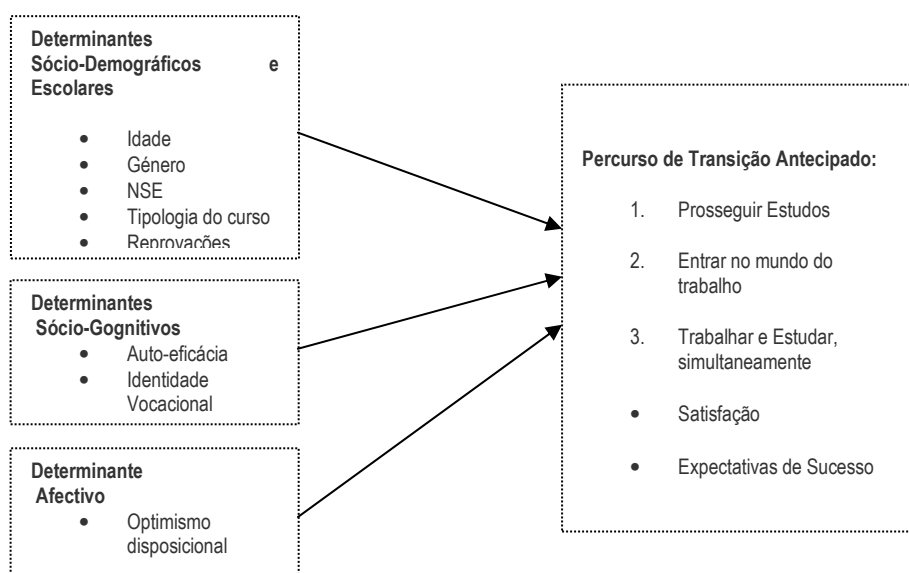 Determinantes
Sócio-Demográficos e
Escolares
• Idade
• Género
• NSE
• Tipologia do curso
• Reprovações
Determinantes
Sócio-Gognitivos
• Auto-eficácia
• Identidade
Vocacional
Determinante
Afectivo
• Optimismo
disposicional
Percurso de Transição Antecipado:
1. Prosseguir Estudos
2. Entrar no mundo do
trabalho
3. Trabalhar e Estudar,
simultaneamente
• Satisfação
• Expectativas de Sucesso